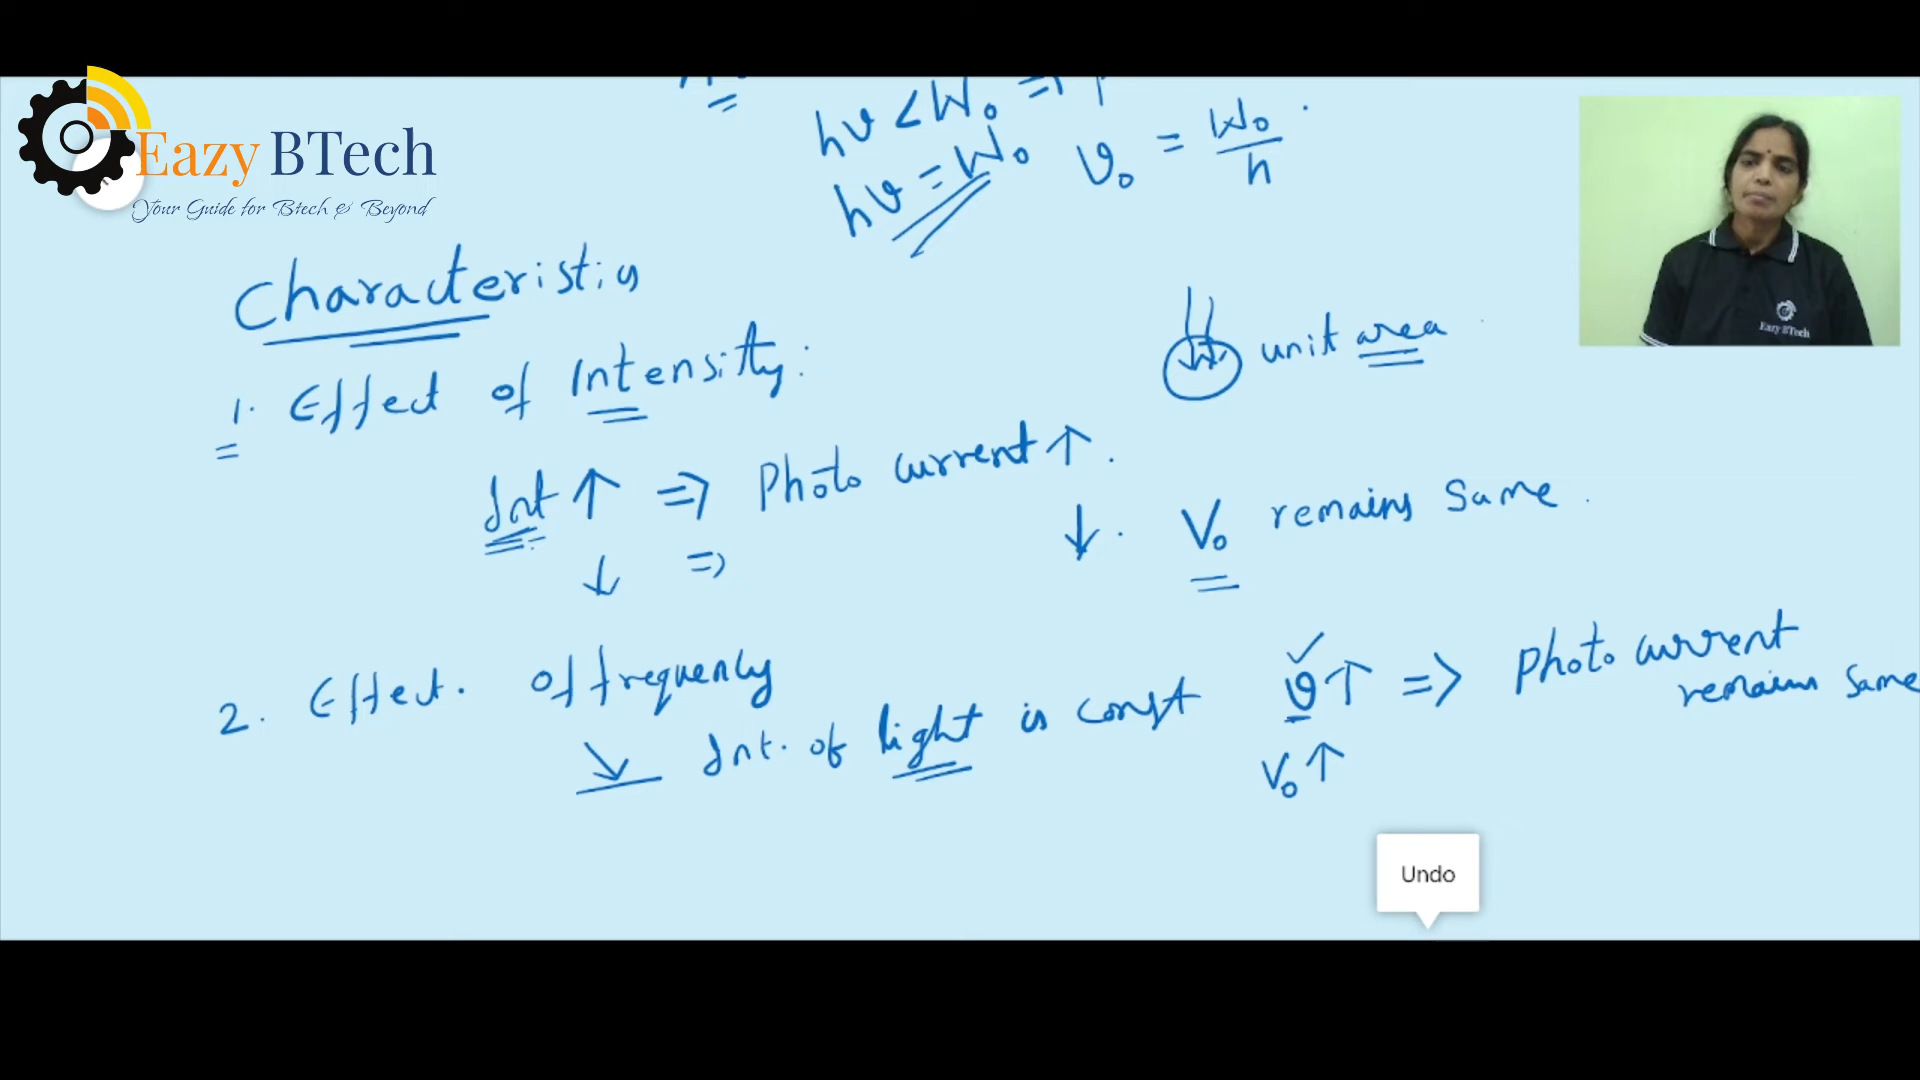 Eazy BTech
Your Guide for Btech & Beyond
hν < W₀ ⇒
hν = W₀ ν₀ = W₀/h
Characteristics
unit area
1. Effect of Intensity:
Int ↑ ⇒ Photo current ↑.
↓ ⇒ ↓. V₀ remains Same.
2. Effect. Of frequency
Int. of light is const ν↑ ⇒ Photo current remains Same
V₀ ↑
Eazy BTech
Undo